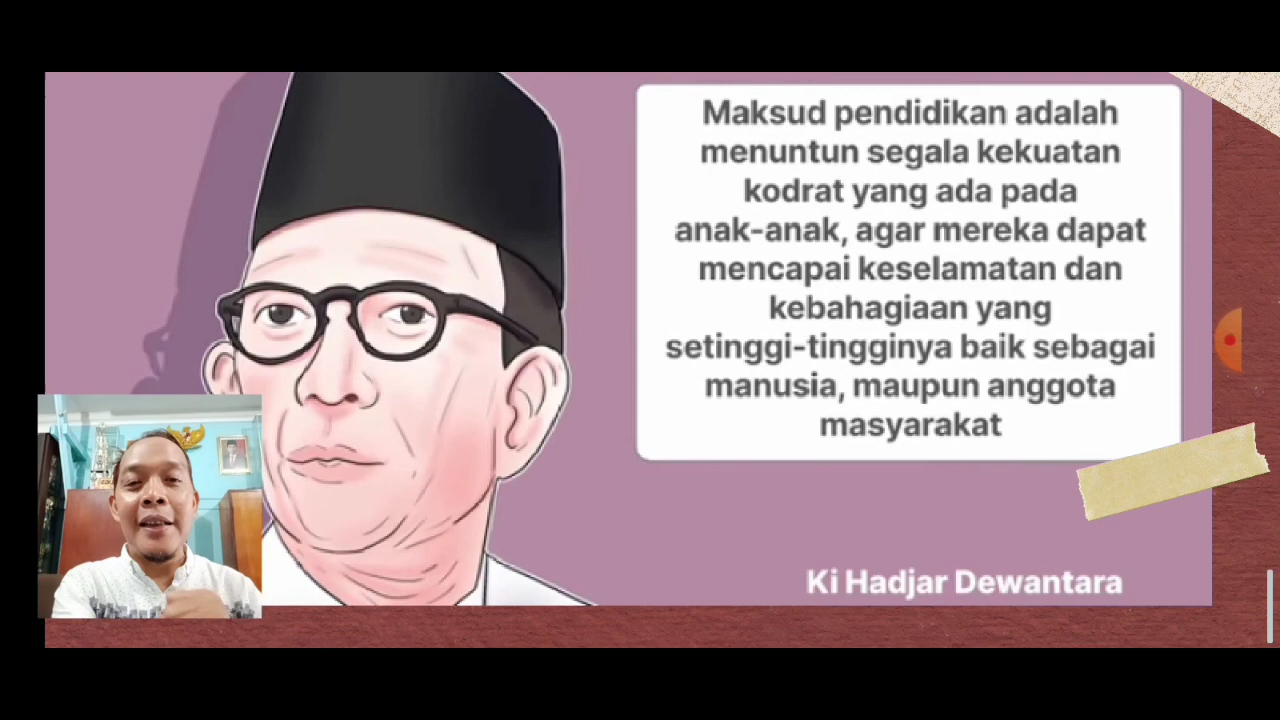 Maksud pendidikan adalah
menuntun segala kekuatan
kodrat yang ada pada
anak-anak, agar mereka dapat
mencapai keselamatan dan
kebahagiaan yang
setinggi-tingginya baik sebagai
manusia, maupun anggota
masyarakat
Ki Hadjar Dewantara